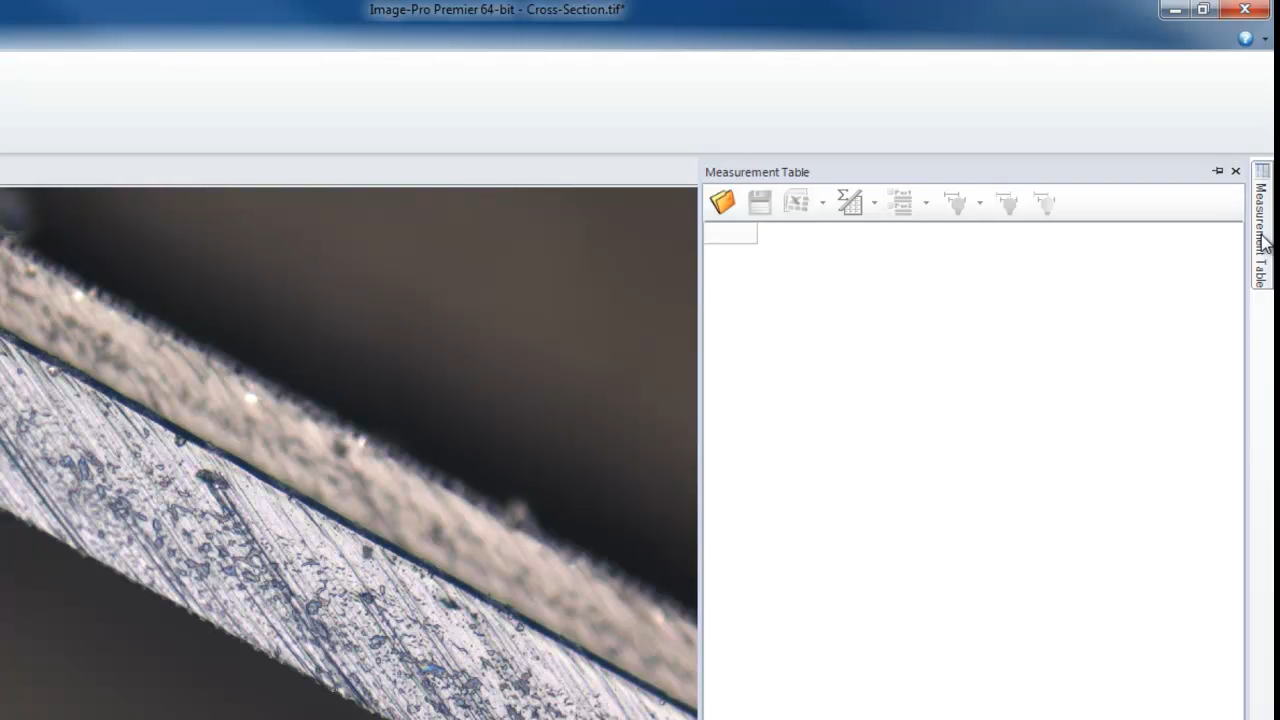 Image-Pro Premier 64-bit - Cross-Section.tif*
Measurement Table
Measurement Table